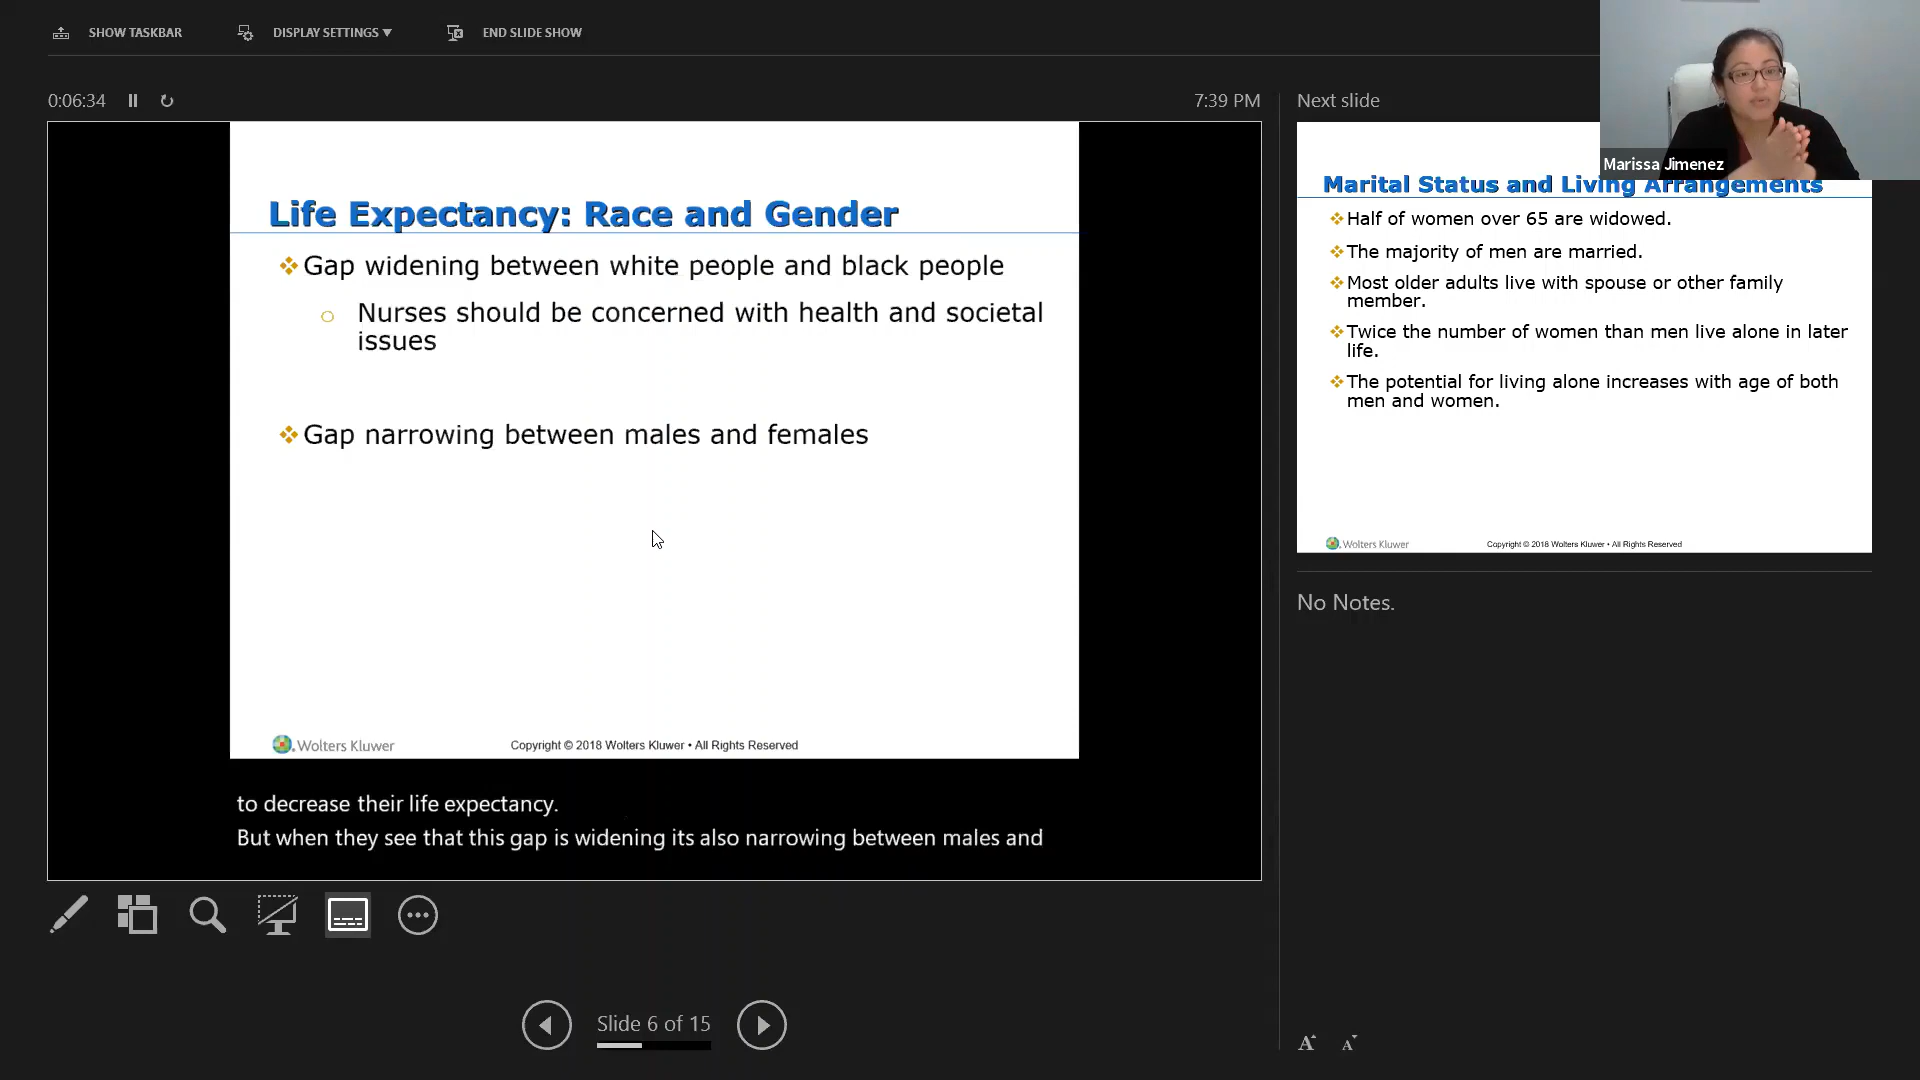 SHOW TASKBAR
DISPLAY SETTINGS ▼
END SLIDE SHOW
0:06:34
7:39 PM
Life Expectancy: Race and Gender
❖Gap widening between white people and black people
○ Nurses should be concerned with health and societal
issues
❖Gap narrowing between males and females
Wolters Kluwer
Copyright © 2018 Wolters Kluwer • All Rights Reserved
to decrease their life expectancy.
But when they see that this gap is widening its also narrowing between males and
Slide 6 of 15
Next slide
Marissa Jimenez
Marital Status and Living Arrangements
❖Half of women over 65 are widowed.
❖The majority of men are married.
❖Most older adults live with spouse or other family
member.
❖Twice the number of women than men live alone in later
life.
❖The potential for living alone increases with age of both
men and women.
Wolters Kluwer
Copyright © 2018 Wolters Kluwer • All Rights Reserved
No Notes.
A A